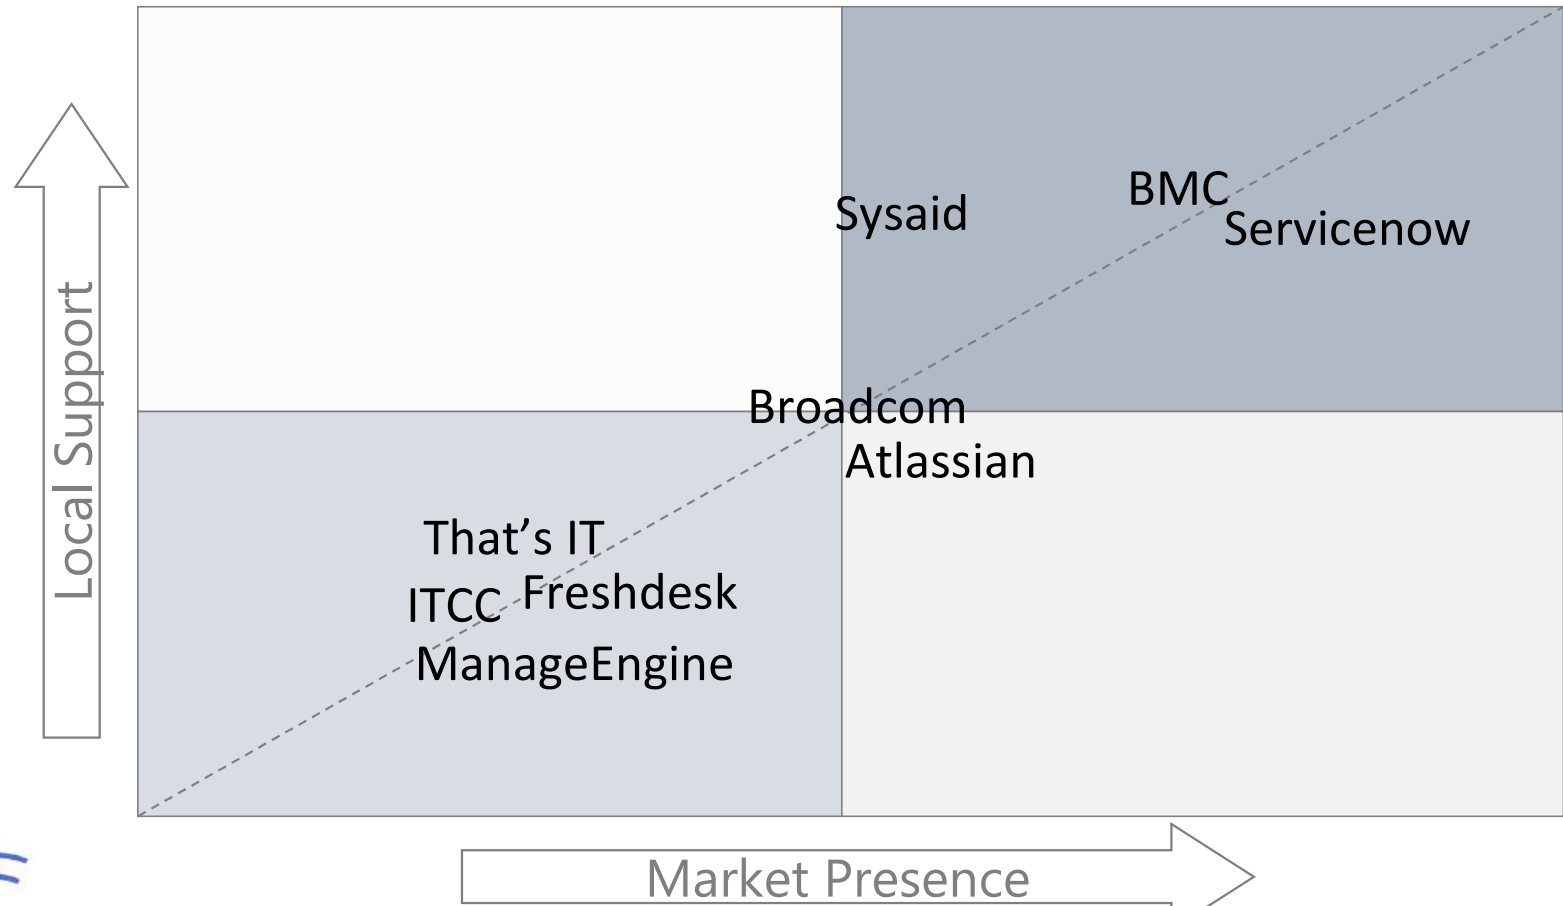 BMC
Sysaid
Servicenow
Broadcom
Atlassian
That’s IT
Freshdesk
ITCC
ManageEngine
Local Support
Market Presence